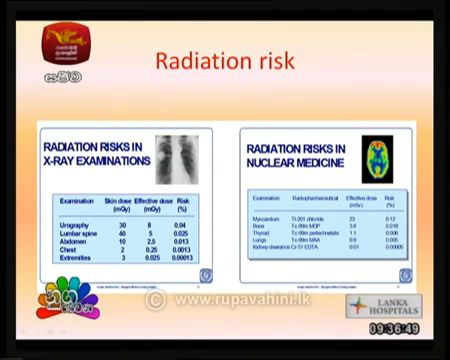 Radiation risk
RADIATION RISKS IN
X-RAY EXAMINATIONS
Examination Skin dose (mGy) Effective dose (mGy) Risk (%)
Urography 30 8 0.04
Lumbar spine 40 5 0.025
Abdomen 10 2.5 0.013
Chest 2 0.25 0.0013
Extremities 3 0.025 0.00013
RADIATION RISKS IN
NUCLEAR MEDICINE
Examination Radiopharmaceutical Effective dose (mGv) Risk (%)
Myocardium Tl-201 chloride 23 0.12
Bone Tc-99m MDP 3.6 0.018
Thyroid Tc-99m pertechnetate 1.1 0.006
Lungs Tc-99m MAA 0.9 0.005
Kidney clearance Cr-51 EDTA 0.01 0.00005
සජීවී
© www.rupavahini.lk
LANKA
HOSPITALS
09:36:49